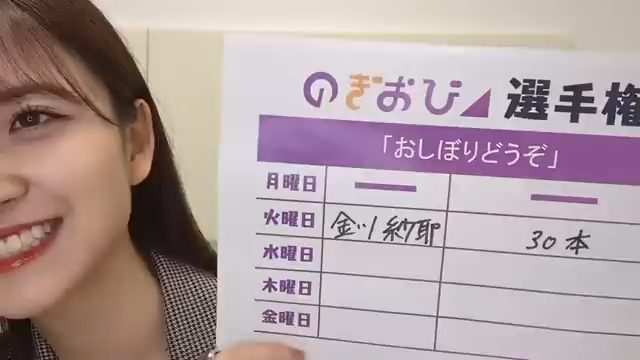 のぎおび 選手権
「おしぼりどうぞ」
月曜日
火曜日 金川紗耶 30本
水曜日
木曜日
金曜日